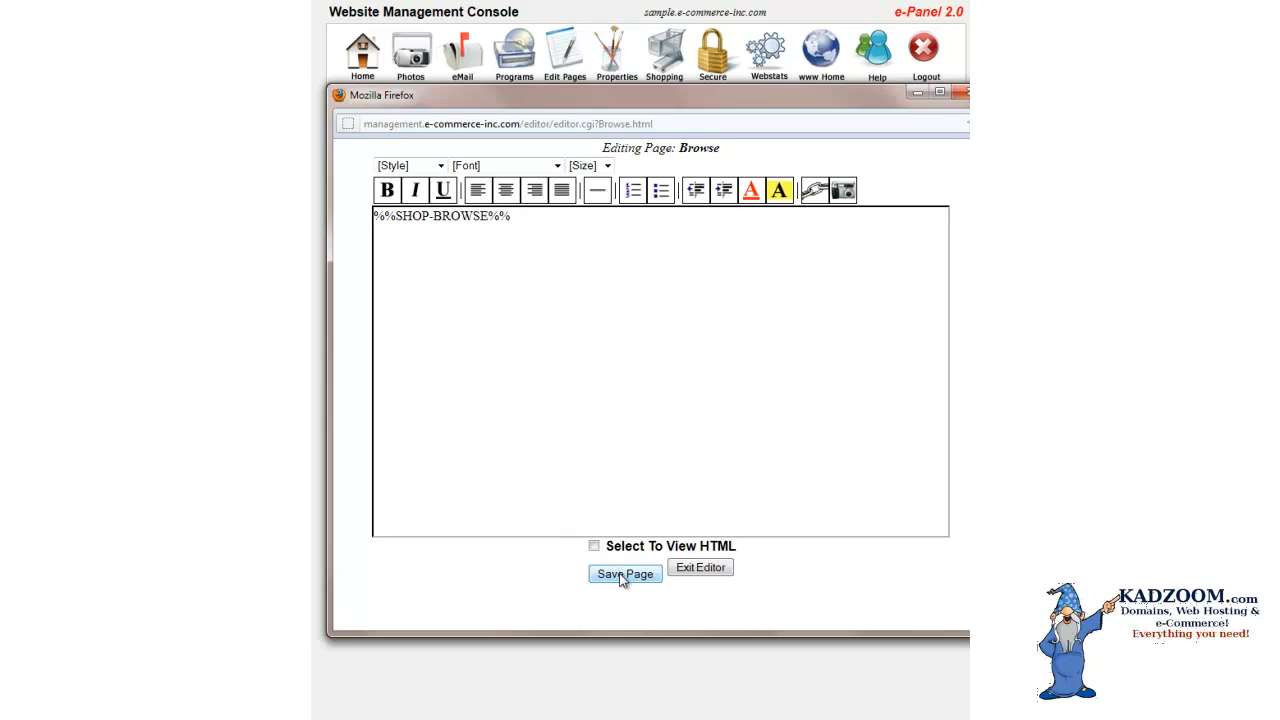 Website Management Console sample.e-commerce-inc.com e-Panel 2.0
Home Photos eMail Programs Edit Pages Properties Shopping Secure Webstats www Home Help Logout
Mozilla Firefox
management.e-commerce-inc.com/editor/editor.cgi?Browse.html
Editing Page: Browse
[Style] [Font] [Size]
B I U A A
%%SHOP-BROWSE%%
Select To View HTML
Save Page Exit Editor
KADZOOM.com
Domains, Web Hosting &
e-Commerce!
Everything you need!